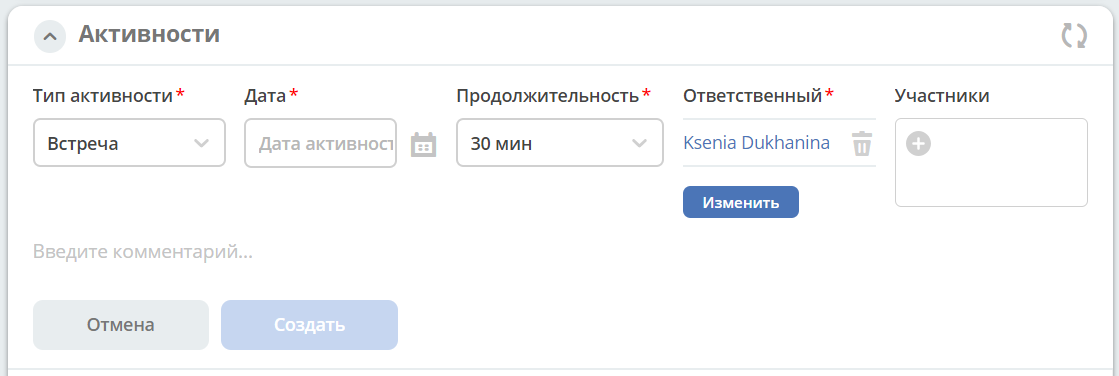 Активности
Тип активности*
Дата*
Продолжительность*
Ответственный*
Участники
Встреча
Дата активност
30 мин
Ksenia Dukhanina
Изменить
Введите комментарий...
Отмена
Создать